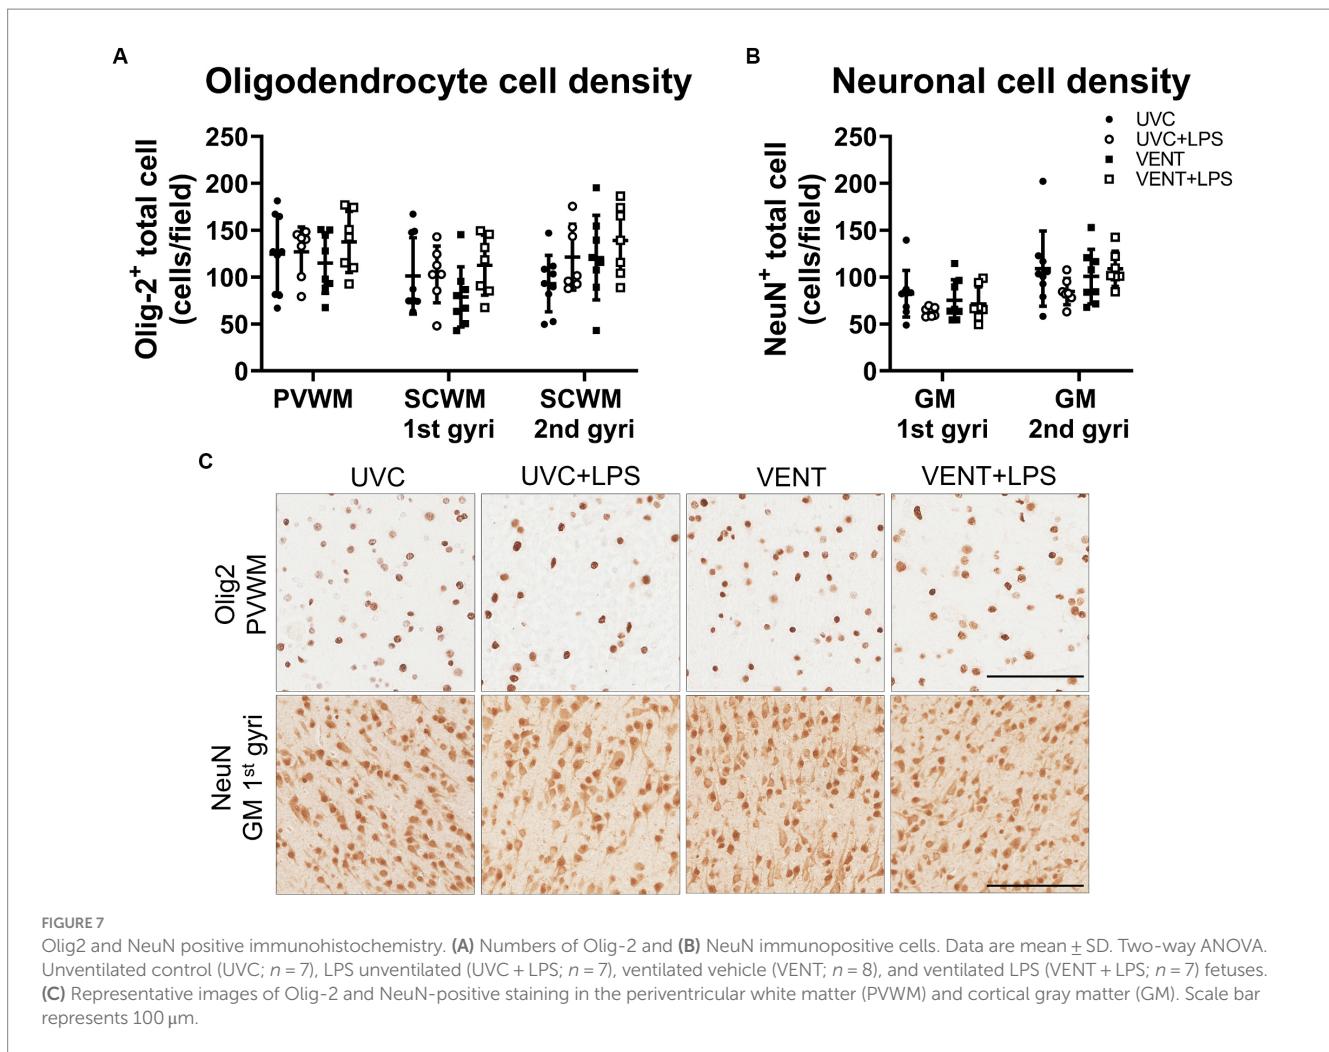 A
Oligodendrocyte cell density
Olig-2+ total cell
(cells/field)
250
200
150
100
50
0
PVWM
SCWM
1st gyri
SCWM
2nd gyri
B
Neuronal cell density
UVC
UVC+LPS
VENT
VENT+LPS
NeuN+ total cell
(cells/field)
250
200
150
100
50
0
GM
1st gyri
GM
2nd gyri
C
UVC
UVC+LPS
VENT
VENT+LPS
Olig2
PVWM
NeuN
GM 1st gyri
FIGURE 7
Olig2 and NeuN positive immunohistochemistry. (A) Numbers of Olig-2 and (B) NeuN immunopositive cells. Data are mean ± SD. Two-way ANOVA.
Unventilated control (UVC; n = 7), LPS unventilated (UVC + LPS; n = 7), ventilated vehicle (VENT; n = 8), and ventilated LPS (VENT + LPS; n = 7) fetuses.
(C) Representative images of Olig-2 and NeuN-positive staining in the periventricular white matter (PVWM) and cortical gray matter (GM). Scale bar
represents 100 μm.